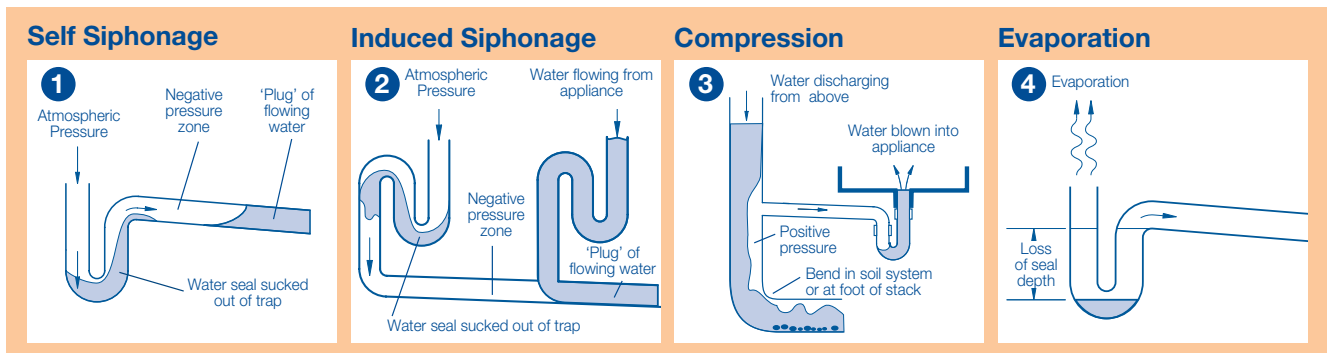 Self Siphonage
1
Atmospheric
Pressure
Negative
pressure
zone
‘Plug’ of
flowing
water
Water seal sucked
out of trap
Induced Siphonage
2
Atmospheric
Pressure
Water flowing from
appliance
Negative
pressure
zone
‘Plug’ of
flowing water
Water seal sucked out of trap
Compression
3
Water discharging
from above
Water blown into
appliance
Positive
pressure
Bend in soil system
or at foot of stack
Evaporation
4
Evaporation
Loss
of seal
depth